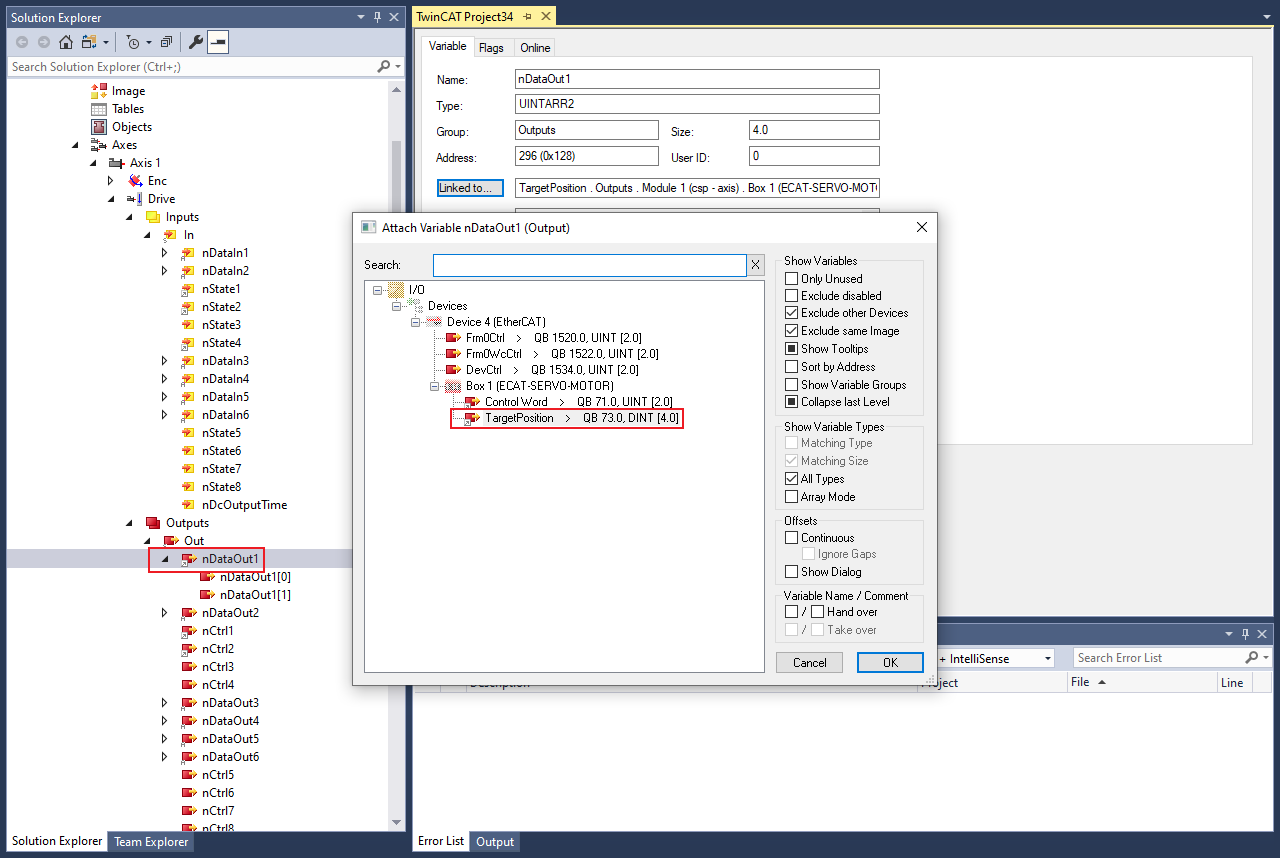 Solution Explorer
Search Solution Explorer (Ctrl+;)
Image
Tables
Objects
Axes
Axis 1
Enc
Drive
Inputs
In
nDataIn1
nDataIn2
nState1
nState2
nState3
nState4
nDataIn3
nDataIn4
nDataIn5
nDataIn6
nState5
nState6
nState7
nState8
nDcOutputTime
Outputs
Out
nDataOut1
nDataOut1[0]
nDataOut1[1]
nDataOut2
nCtrl1
nCtrl2
nCtrl3
nCtrl4
nDataOut3
nDataOut4
nDataOut5
nDataOut6
nCtrl5
nCtrl6
nCtrl7
nCtrl8
Solution Explorer Team Explorer
TwinCAT Project34
Variable Flags Online
Name: nDataOut1
Type: UINTARR2
Group: Outputs Size: 4.0
Address: 296 (0x128) User ID: 0
Linked to... TargetPosition . Outputs . Module 1 (csp - axis) . Box 1 (ECAT-SERVO-MOT
Attach Variable nDataOut1 (Output)
Search: X
I/O
Devices
Device 4 (EtherCAT)
Frm0Ctrl > QB 1520.0, UINT [2.0]
Frm0WcCtrl > QB 1522.0, UINT [2.0]
DevCtrl > QB 1534.0, UINT [2.0]
Box 1 (ECAT-SERVO-MOTOR)
Control Word > QB 71.0, UINT [2.0]
TargetPosition > QB 73.0, DINT [4.0]
Show Variables
Only Unused
Exclude disabled
Exclude other Devices
Exclude same Image
Show Tooltips
Sort by Address
Show Variable Groups
Collapse last Level
Show Variable Types
Matching Type
Matching Size
All Types
Array Mode
Offsets
Continuous
Ignore Gaps
Show Dialog
Variable Name / Comment
/ Hand over
/ Take over
Cancel OK
+ IntelliSense Search Error List
Description Project File Line
Error List Output